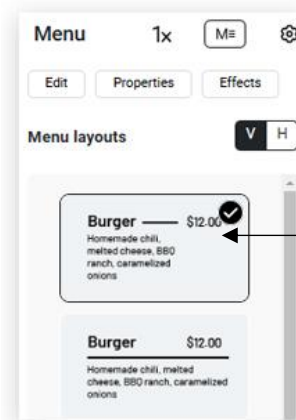 Menu 1x M≡
Edit Properties Effects
Menu layouts V H
Burger $12.00
Homemade chili,
melted cheese, BBQ
ranch, caramelized
onions
Burger $12.00
Homemade chili, melted
cheese, BBQ ranch, caramelized
onions